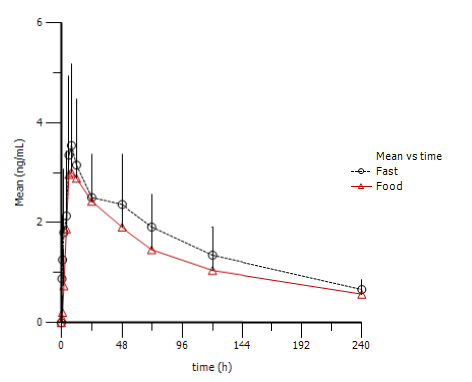 6
4
2
0
Mean (ng/mL)
0 48 96 144 192 240
time (h)
Mean vs time
Fast
Food